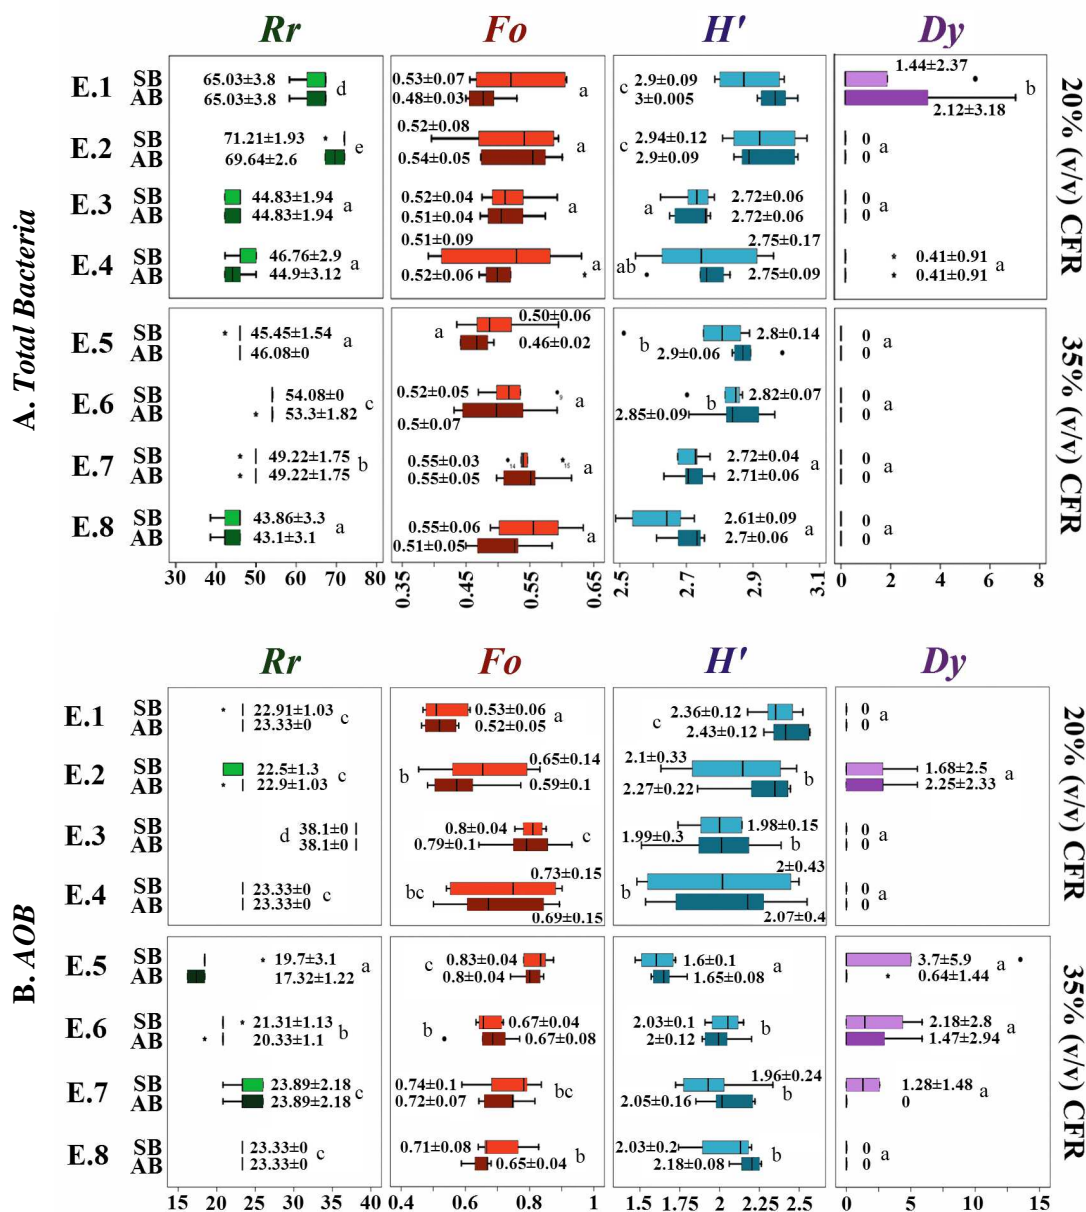 Rr Fo H' Dy
A. Total Bacteria
20% (v/v) CFR
E.1 SB 65.03±3.8 d 0.53±0.07 a c 2.9±0.09 1.44±2.37 b
AB 65.03±3.8 0.48±0.03 3±0.005 2.12±3.18
E.2 SB 71.21±1.93 e 0.52±0.08 a c 2.94±0.12 0 a
AB 69.64±2.6 0.54±0.05 2.9±0.09 0
E.3 SB 44.83±1.94 a 0.52±0.04 a a 2.72±0.06 0 a
AB 44.83±1.94 0.51±0.04 2.72±0.06 0
E.4 SB 46.76±2.9 a 0.51±0.09 a ab 2.75±0.17 0.41±0.91 a
AB 44.9±3.12 0.52±0.06 2.75±0.09 0.41±0.91
35% (v/v) CFR
E.5 SB 45.45±1.54 a a 0.50±0.06 b 2.8±0.14 0 a
AB 46.08±0 0.46±0.02 2.9±0.06 0
E.6 SB 54.08±0 c 0.52±0.05 9 a b 2.82±0.07 0 a
AB 53.3±1.82 0.5±0.07 2.85±0.09 0
E.7 SB 49.22±1.75 b 0.55±0.03 14 15 a 2.72±0.04 a 0 a
AB 49.22±1.75 0.55±0.05 2.71±0.06 0
E.8 SB 43.86±3.3 a 0.55±0.06 a 2.61±0.09 a 0 a
AB 43.1±3.1 0.51±0.05 2.7±0.06 0
30 40 50 60 70 80 0.35 0.45 0.55 0.65 2.5 2.7 2.9 3.1 0 2 4 6 8
Rr Fo H' Dy
B. AOB
20% (v/v) CFR
E.1 SB 22.91±1.03 c 0.53±0.06 a c 2.36±0.12 0 a
AB 23.33±0 0.52±0.05 2.43±0.12 0
E.2 SB 22.5±1.3 c b 0.65±0.14 2.1±0.33 b 1.68±2.5 a
AB 22.9±1.03 0.59±0.1 2.27±0.22 2.25±2.33
E.3 SB d 38.1±0 0.8±0.04 c 1.98±0.15 b 0 a
AB 38.1±0 0.79±0.1 1.99±0.3 0
E.4 SB 23.33±0 c bc 0.73±0.15 b 2±0.43 0 a
AB 23.33±0 0.69±0.15 2.07±0.4 0
35% (v/v) CFR
E.5 SB 19.7±3.1 a c 0.83±0.04 a 1.6±0.1 3.7±5.9 a
AB 17.32±1.22 0.8±0.04 1.65±0.08 0.64±1.44
E.6 SB 21.31±1.13 b b 0.67±0.04 2.03±0.1 b 2.18±2.8 a
AB 20.33±1.1 0.67±0.08 2±0.12 1.47±2.94
E.7 SB 23.89±2.18 c 0.74±0.1 bc 1.96±0.24 b 1.28±1.48 a
AB 23.89±2.18 0.72±0.07 2.05±0.16 0
E.8 SB 23.33±0 c 0.71±0.08 b 2.03±0.2 b 0 a
AB 23.33±0 0.65±0.04 2.18±0.08 0
15 20 25 30 35 40 0.4 0.6 0.8 1 1.5 1.75 2 2.25 2.5 0 5 10 15